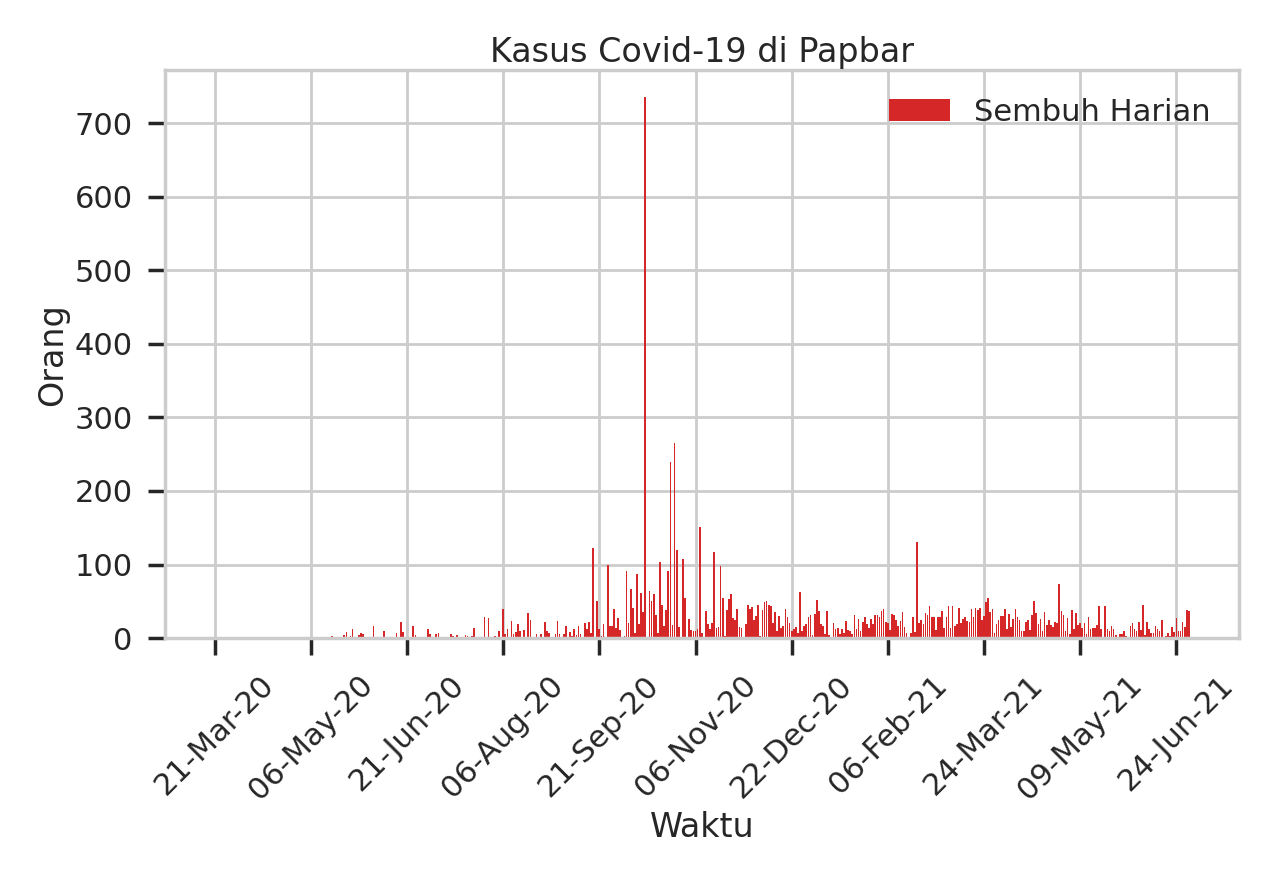 Kasus Covid-19 di Papbar
Sembuh Harian
700
600
500
400
300
200
100
0
Orang
21-Mar-20
06-May-20
21-Jun-20
06-Aug-20
21-Sep-20
06-Nov-20
22-Dec-20
06-Feb-21
24-Mar-21
09-May-21
24-Jun-21
Waktu